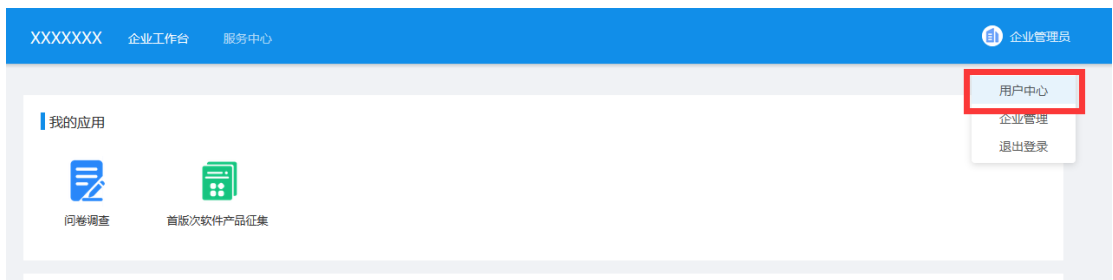 XXXXXXX 企业工作台 服务中心 企业管理员
用户中心
企业管理
退出登录
我的应用
问卷调查 首版次软件产品征集